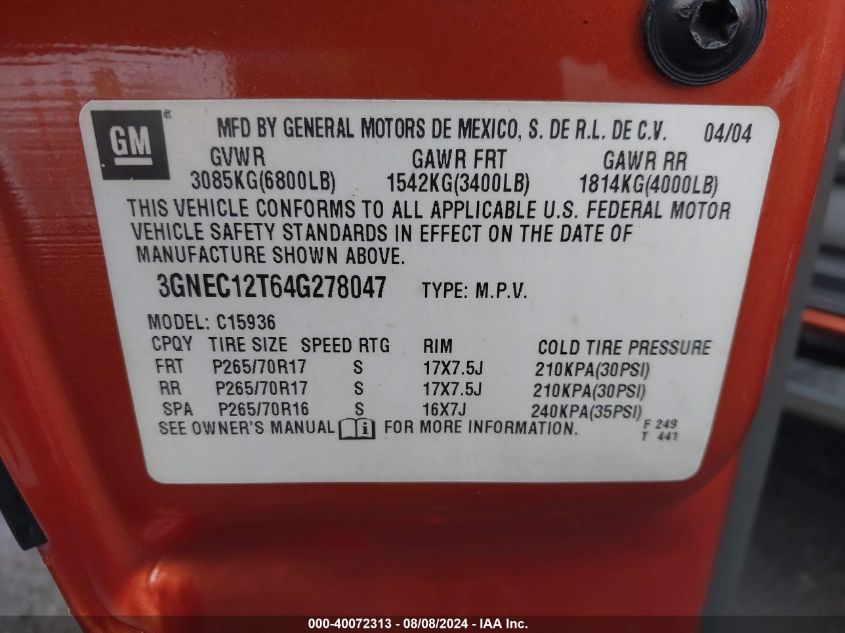 GM ® MFD BY GENERAL MOTORS DE MEXICO, S. DE R.L. DE C.V. 04/04
GVWR GAWR FRT GAWR RR
3085KG(6800LB) 1542KG(3400LB) 1814KG(4000LB)
THIS VEHICLE CONFORMS TO ALL APPLICABLE U.S. FEDERAL MOTOR
VEHICLE SAFETY STANDARDS IN EFFECT ON THE DATE OF
MANUFACTURE SHOWN ABOVE.
3GNEC12T64G278047 TYPE: M.P.V.
MODEL: C15936
CPQY TIRE SIZE SPEED RTG RIM COLD TIRE PRESSURE
FRT P265/70R17 S 17X7.5J 210KPA(30PSI)
RR P265/70R17 S 17X7.5J 210KPA(30PSI)
SPA P265/70R16 S 16X7J 240KPA(35PSI)
SEE OWNER'S MANUAL i FOR MORE INFORMATION. F 249
T 441
000-40072313 - 08/08/2024 - IAA Inc.